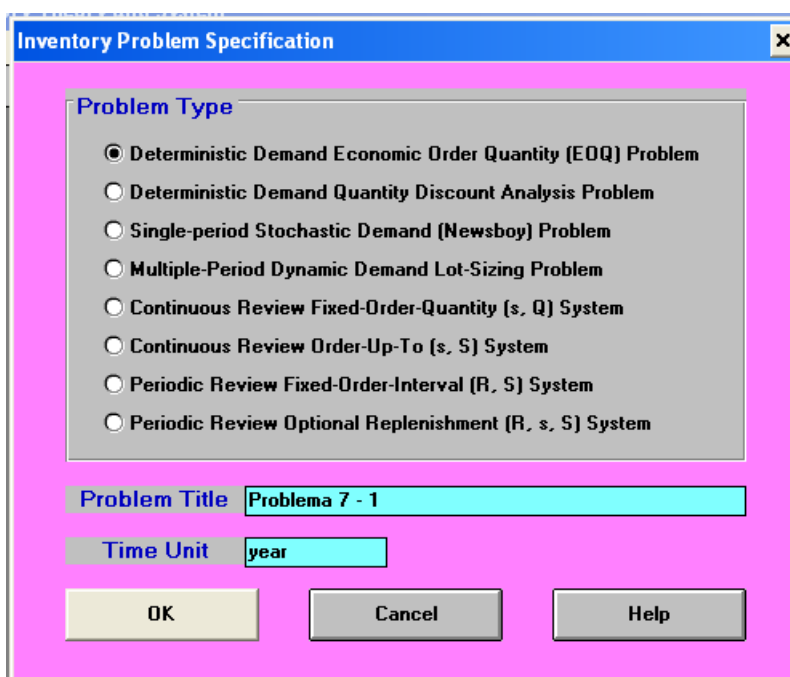 Inventory Problem Specification
Problem Type
Deterministic Demand Economic Order Quantity (EOQ) Problem
Deterministic Demand Quantity Discount Analysis Problem
Single-period Stochastic Demand (Newsboy) Problem
Multiple-Period Dynamic Demand Lot-Sizing Problem
Continuous Review Fixed-Order-Quantity (s, Q) System
Continuous Review Order-Up-To (s, S) System
Periodic Review Fixed-Order-Interval (R, S) System
Periodic Review Optional Replenishment (R, s, S) System
Problem Title Problema 7 - 1
Time Unit year
OK Cancel Help